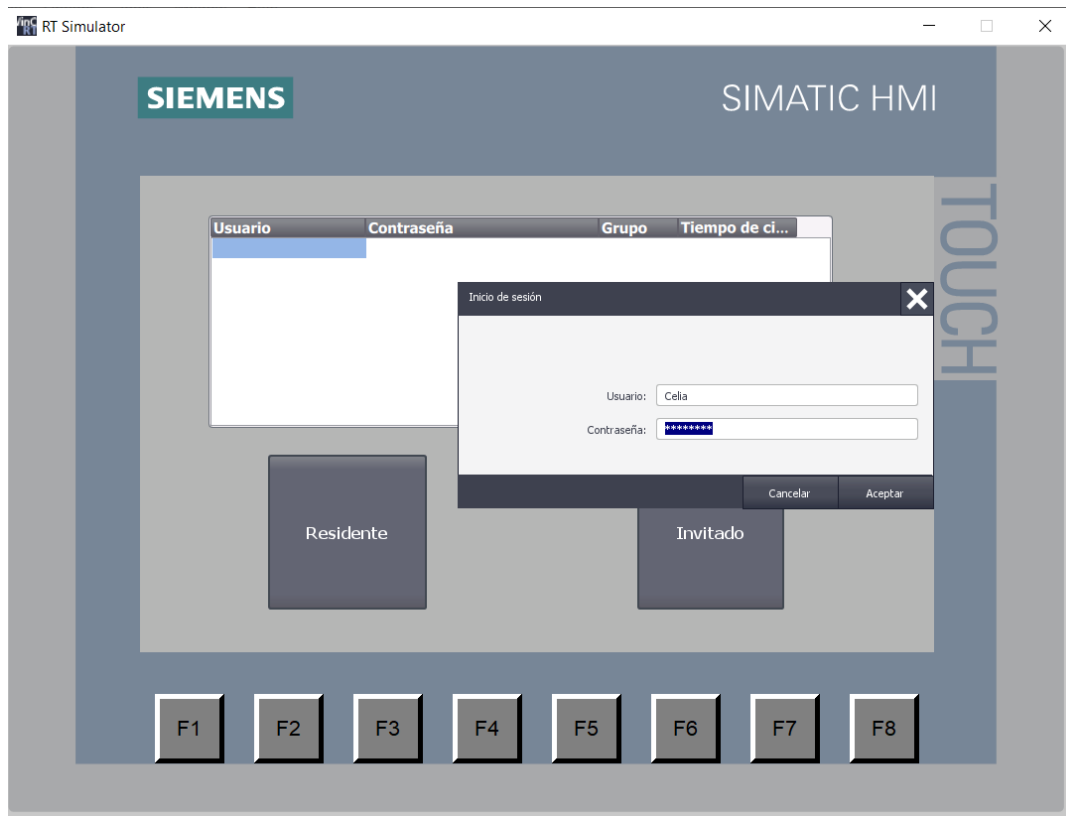 RT Simulator
SIEMENS
SIMATIC HMI
TOUCH
Usuario Contraseña Grupo Tiempo de ci...
Inicio de sesión
Usuario: Celia
Contraseña: ********
Cancelar Aceptar
Residente Invitado
F1 F2 F3 F4 F5 F6 F7 F8